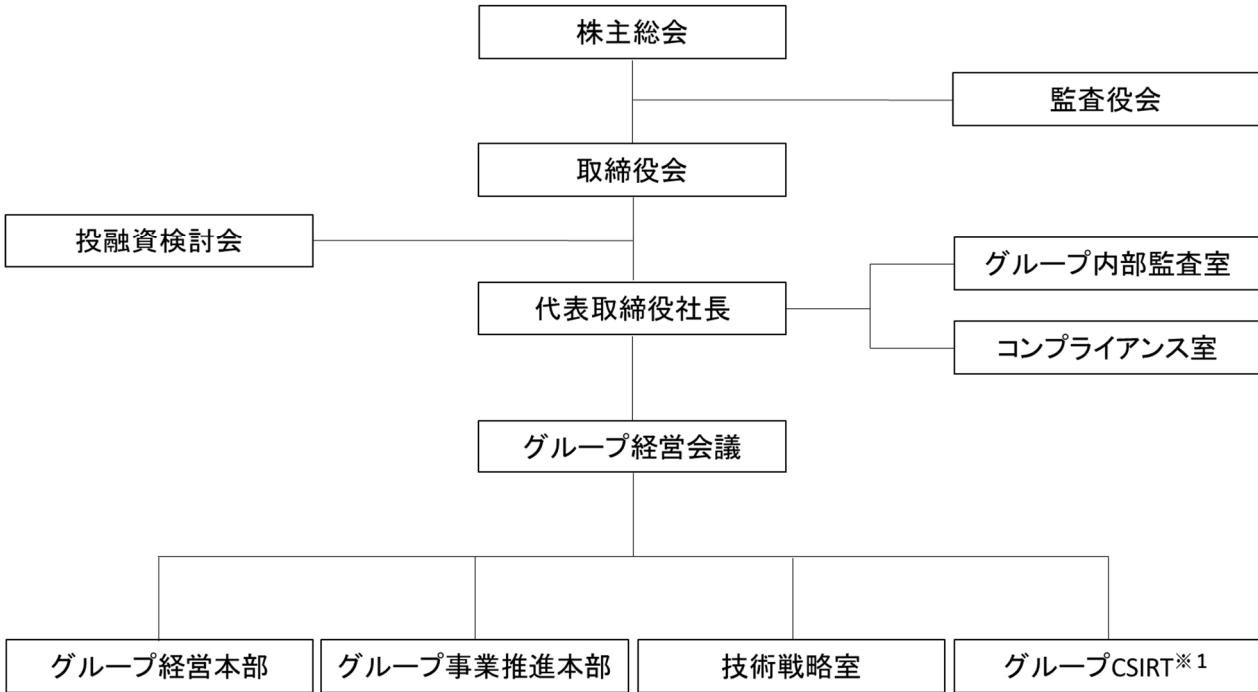 株主総会
監査役会
取締役会
投融資検討会
グループ内部監査室
代表取締役社長
コンプライアンス室
グループ経営会議
グループ経営本部
グループ事業推進本部
技術戦略室
グループCSIRT※1